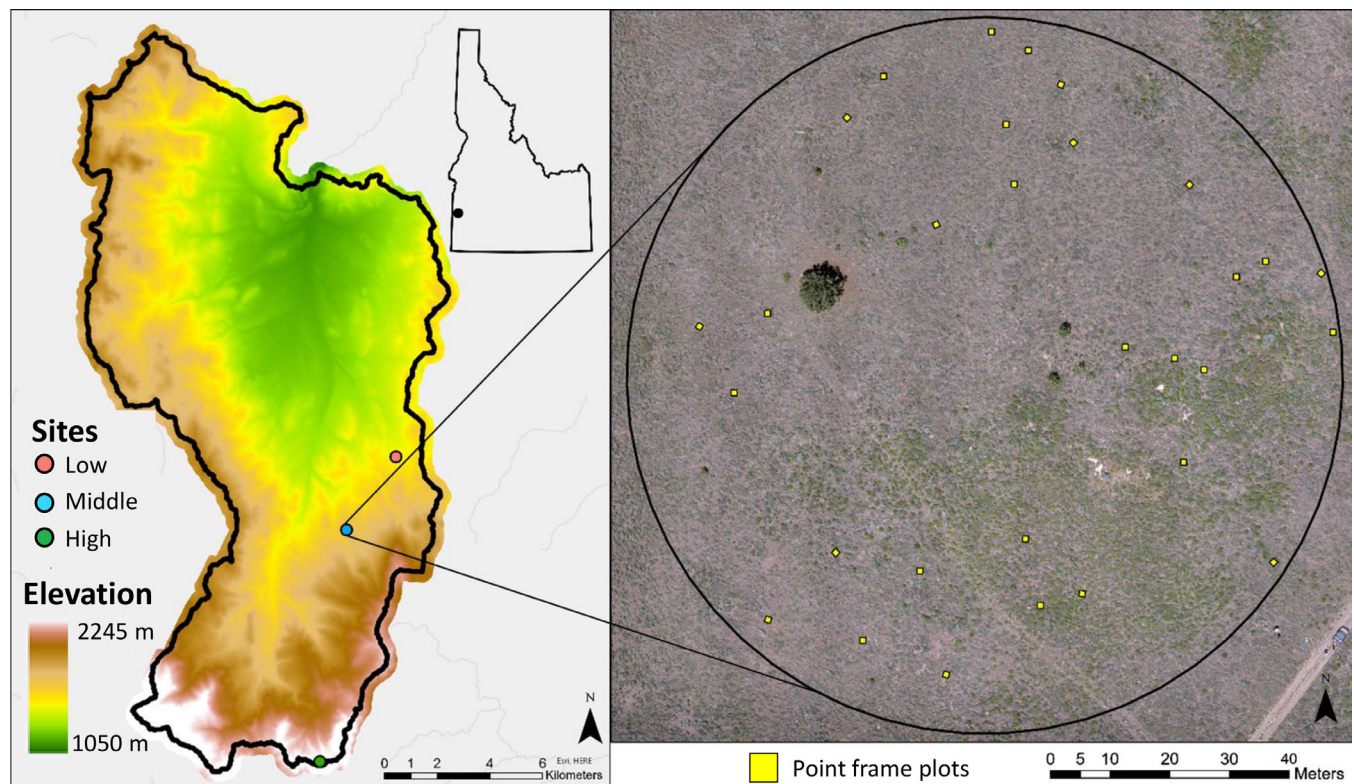 Sites
Low
Middle
High
Elevation
2245 m
1050 m
N
Esri, HERE
0 1 2 4 6
Kilometers
N
Point frame plots
0 10 20 30 40
Meters